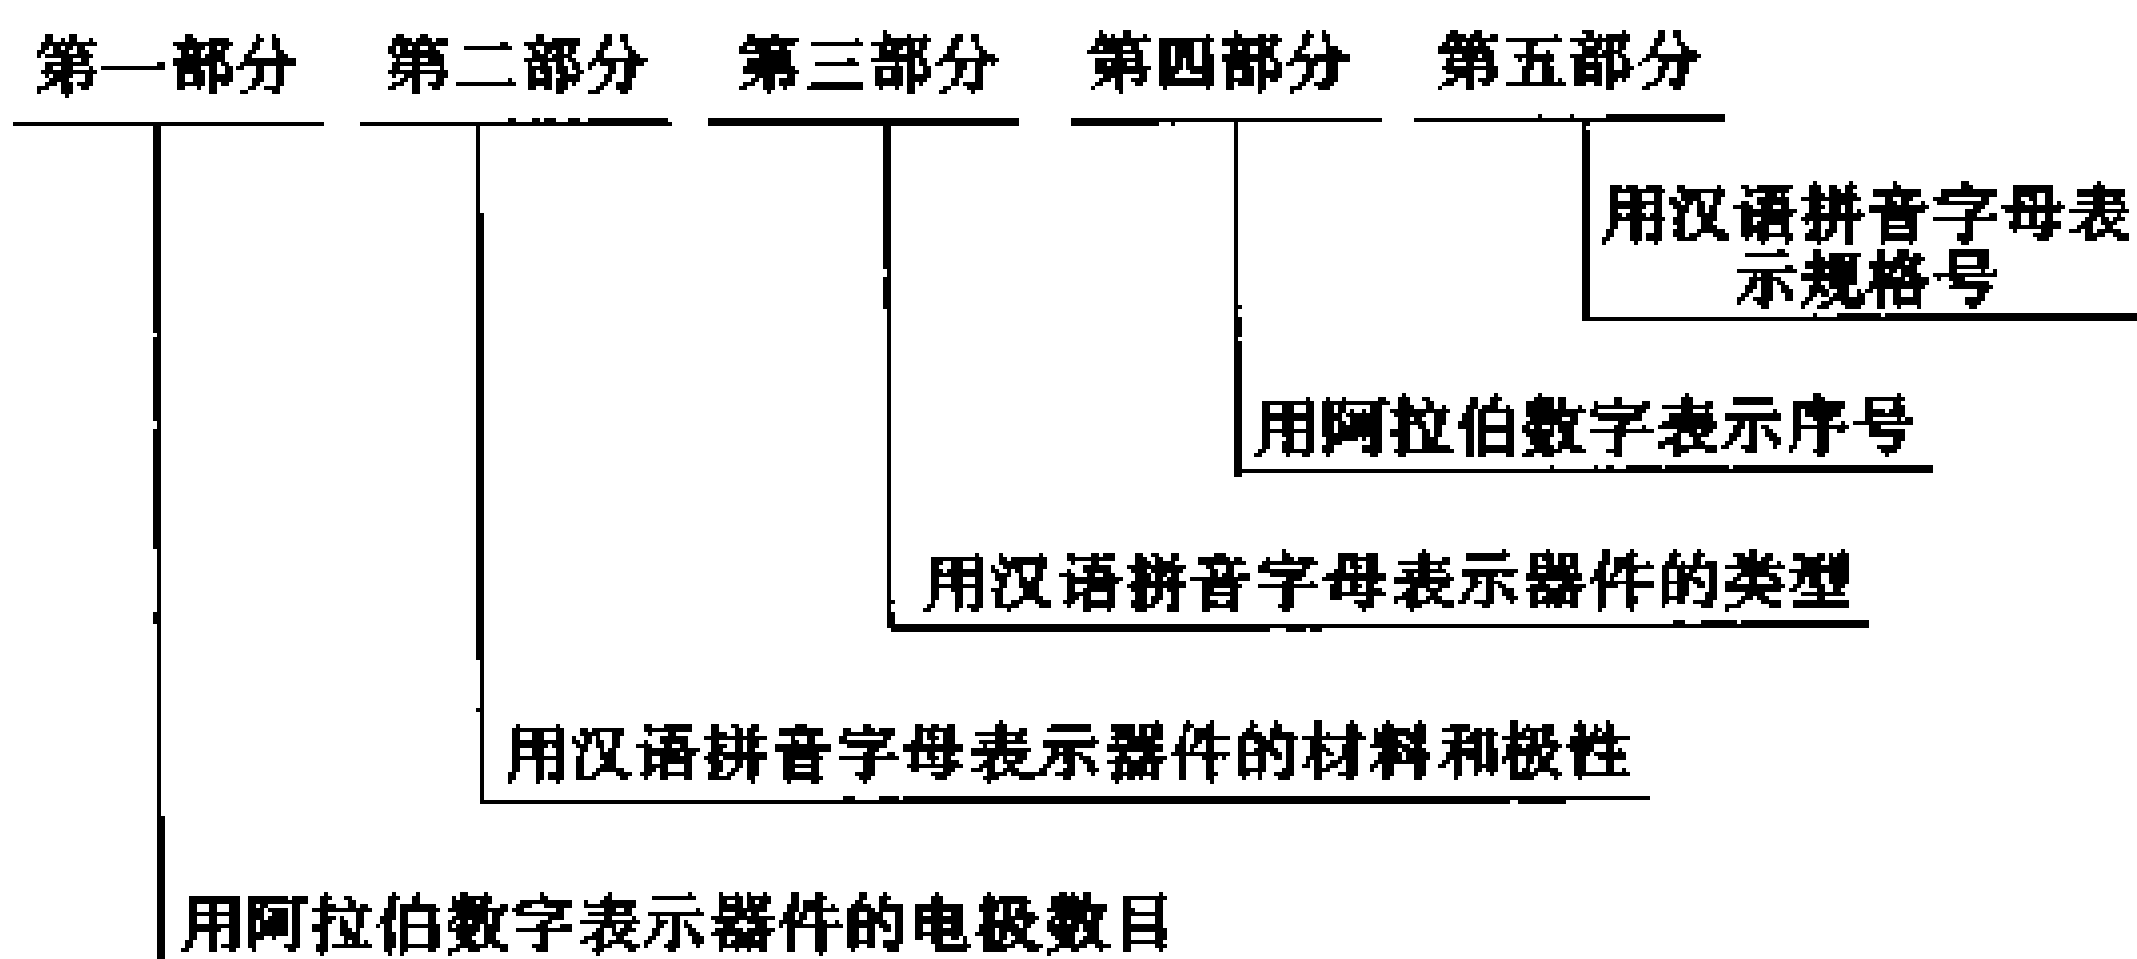 第一部分 第二部分 第三部分 第四部分 第五部分
用汉语拼音字母表
示规格号
用阿拉伯数字表示序号
用汉语拼音字母表示器件的类型
用汉语拼音字母表示器件的材料和极性
用阿拉伯数字表示器件的电极数目